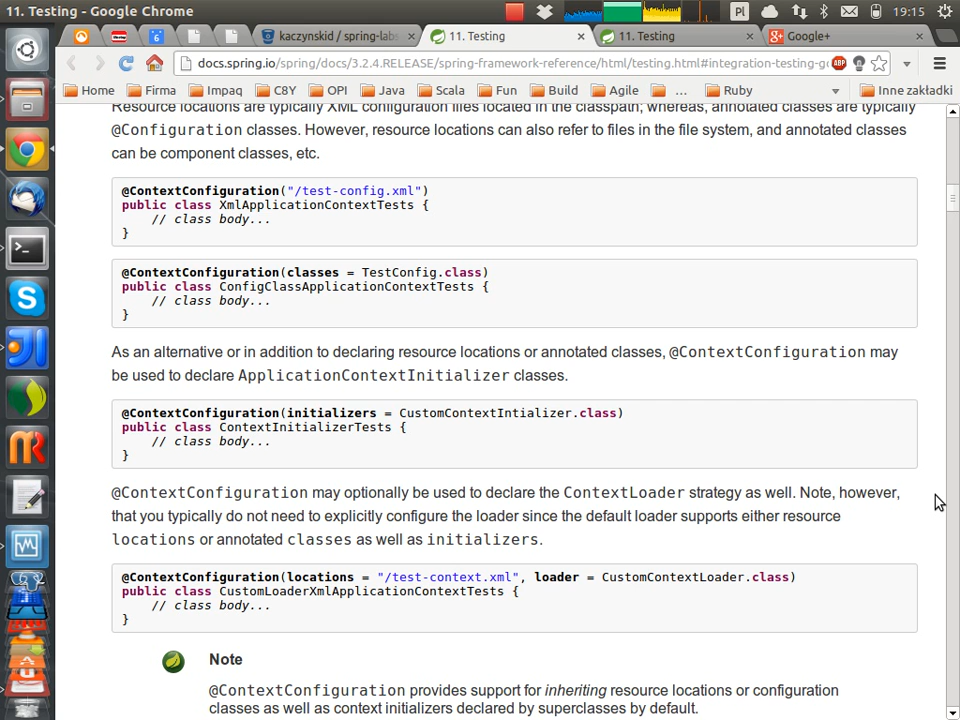 11. Testing - Google Chrome
Pl
19:15
6
kaczynskid / spring-labs
11. Testing
11. Testing
Google+
docs.spring.io/spring/docs/3.2.4.RELEASE/spring-framework-reference/html/testing.html#integration-testing-
ABP
Home
Firma
Impaq
CBY
OPI
Java
Scala
Fun
Build
Agile
...
Ruby
Inne zakładki
Resource locations are typically XML configuration files located in the classpath; whereas, annotated classes are typically
@Configuration classes. However, resource locations can also refer to files in the file system, and annotated classes
can be component classes, etc.
@ContextConfiguration("/test-config.xml")
public class XmlApplicationContextTests {
// class body...
}
@ContextConfiguration(classes = TestConfig.class)
public class ConfigClassApplicationContextTests {
// class body...
}
As an alternative or in addition to declaring resource locations or annotated classes, @ContextConfiguration may
be used to declare ApplicationContextInitializer classes.
@ContextConfiguration(initializers = CustomContextIntializer.class)
public class ContextInitializerTests {
// class body...
}
@ContextConfiguration may optionally be used to declare the ContextLoader strategy as well. Note, however,
that you typically do not need to explicitly configure the loader since the default loader supports either resource
locations or annotated classes as well as initializers.
@ContextConfiguration(locations = "/test-context.xml", loader = CustomContextLoader.class)
public class CustomLoaderXmlApplicationContextTests {
// class body...
}
Note
@ContextConfiguration provides support for inheriting resource locations or configuration
classes as well as context initializers declared by superclasses by default.